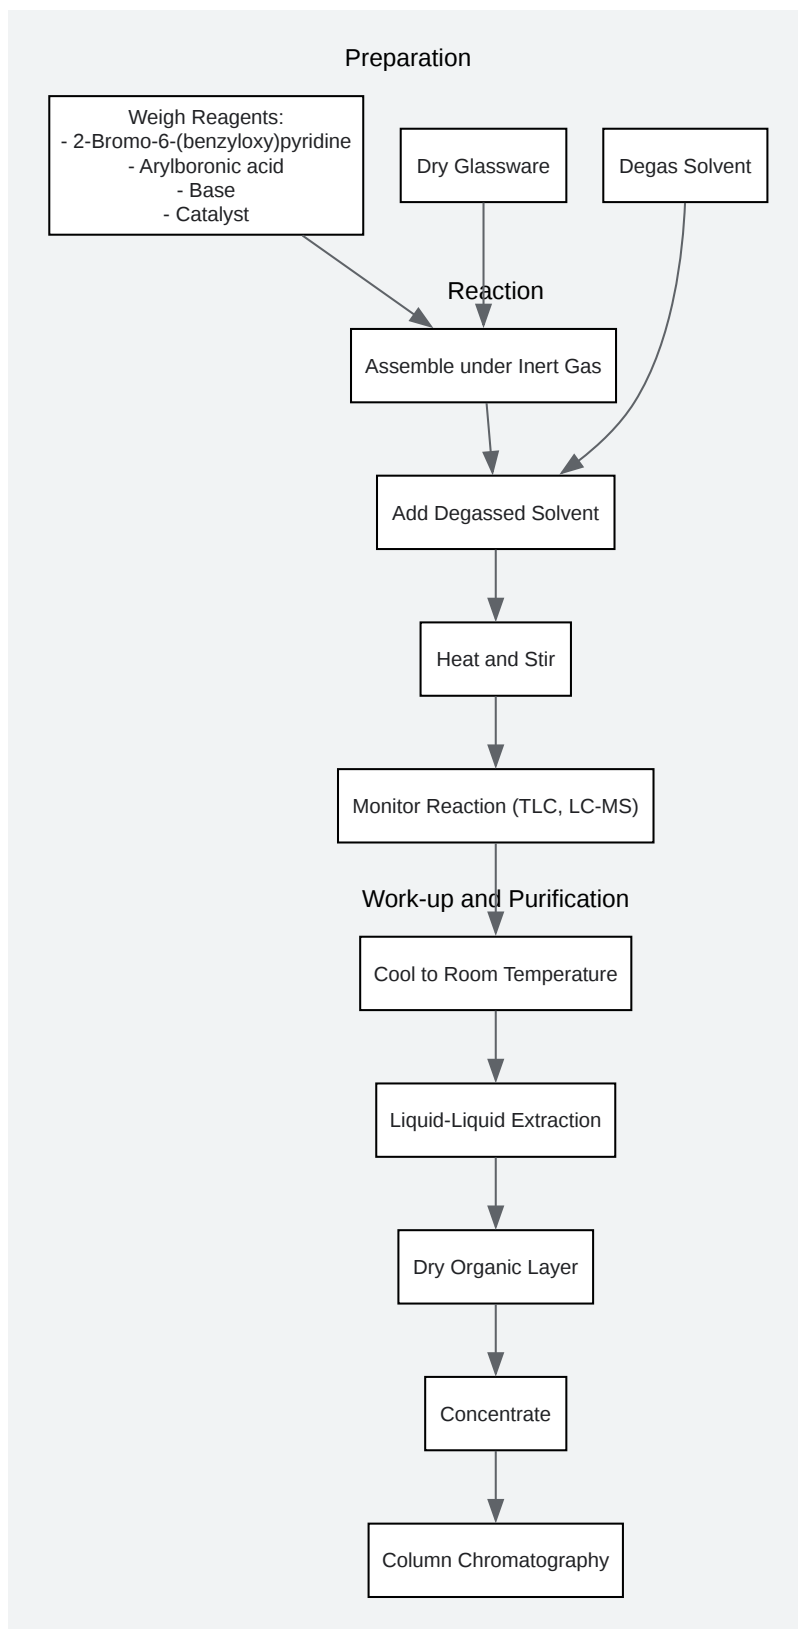 Preparation
Weigh Reagents:
- 2-Bromo-6-(benzyloxy)pyridine
- Arylboronic acid
- Base
- Catalyst
Dry Glassware
Degas Solvent
Reaction
Assemble under Inert Gas
Add Degassed Solvent
Heat and Stir
Monitor Reaction (TLC, LC-MS)
Work-up and Purification
Cool to Room Temperature
Liquid-Liquid Extraction
Dry Organic Layer
Concentrate
Column Chromatography